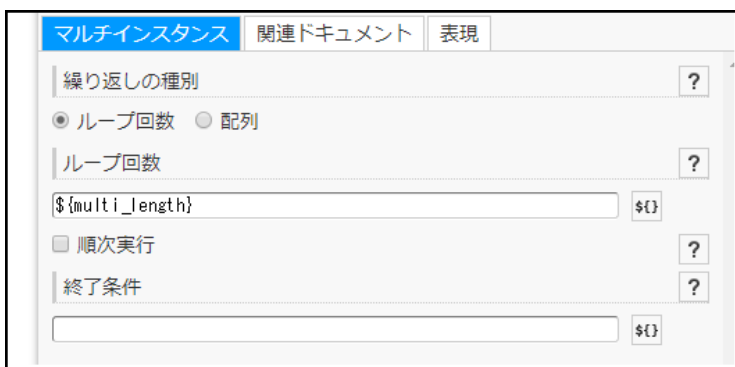 マルチインスタンス 関連ドキュメント 表現
繰り返しの種別 ?
ループ回数 配列
ループ回数 ?
${multi_length} ${}
順次実行 ?
終了条件 ?
${}